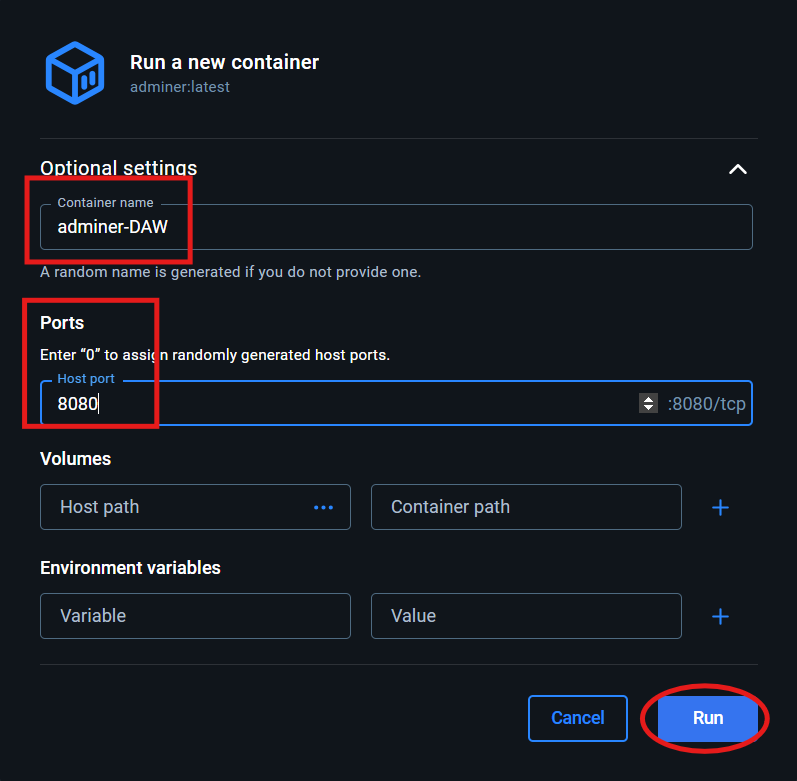 Run a new container
adminer:latest
Optional settings
Container name
adminer-DAW
A random name is generated if you do not provide one.
Ports
Enter “0” to assign randomly generated host ports.
Host port
8080 :8080/tcp
Volumes
Host path Container path
Environment variables
Variable Value
Cancel Run